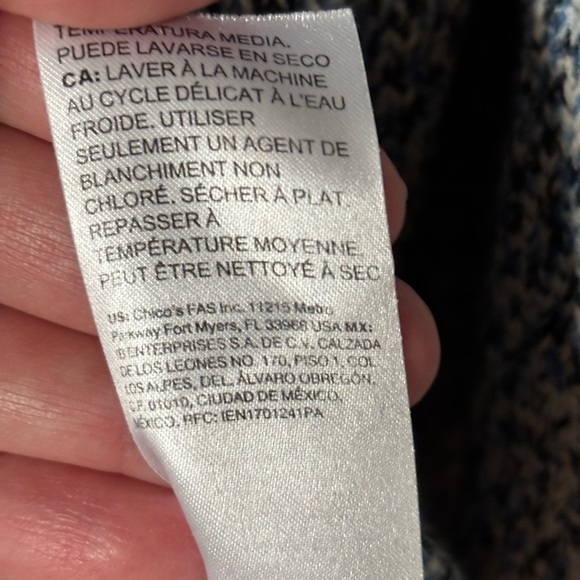 TEMPERATURA MEDIA.
PUEDE LAVARSE EN SECO
CA: LAVER À LA MACHINE
AU CYCLE DÉLICAT À L'EAU
FROIDE. UTILISER
SEULEMENT UN AGENT DE
BLANCHIMENT NON
CHLORÉ. SÉCHER À PLAT
REPASSER À
TEMPÉRATURE MOYENNE
PEUT ÊTRE NETTOYÉ À SEC
US: Chico's FAS Inc. 11215 Metro
Parkway Fort Myers, FL 33966 USA MX:
ENTERPRISES S.A. DE C.V. CALZADA
DE LOS LEONES NO. 170, PISO 1, COL.
LOS ALPES, DEL. ÁLVARO OBREGÓN,
C.P. 01010, CIUDAD DE MÉXICO,
MÉXICO. RFC: IEN1701241PA